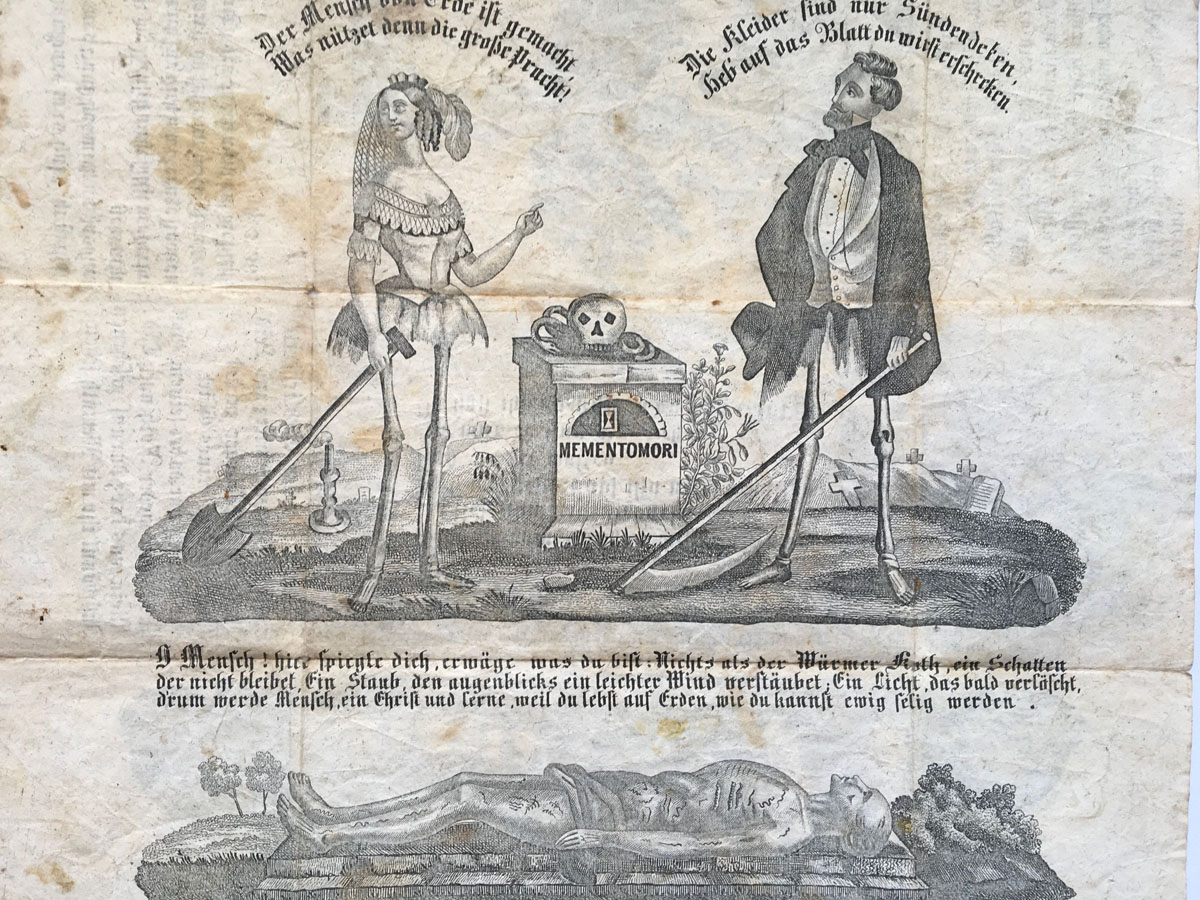 Der Mensch von Erde ist gemacht
Was nützet denn die große Pracht!
Die Kleider sind nur Sündendeken,
Heb auf das Blatt du wirst erschrecken.
MEMENTOMORI
O Mensch! hier spiegle dich, erwäge was du bist: Nichts als der Würmer Koth, ein Schatten
der nicht bleibet, Ein Staub, den augenblicks ein leichter Wind verstäubet; Ein Licht, das bald verlöscht,
drum werde Mensch, ein Christ und lerne, weil du lebst auf Erden, wie du kannst ewig selig werden.